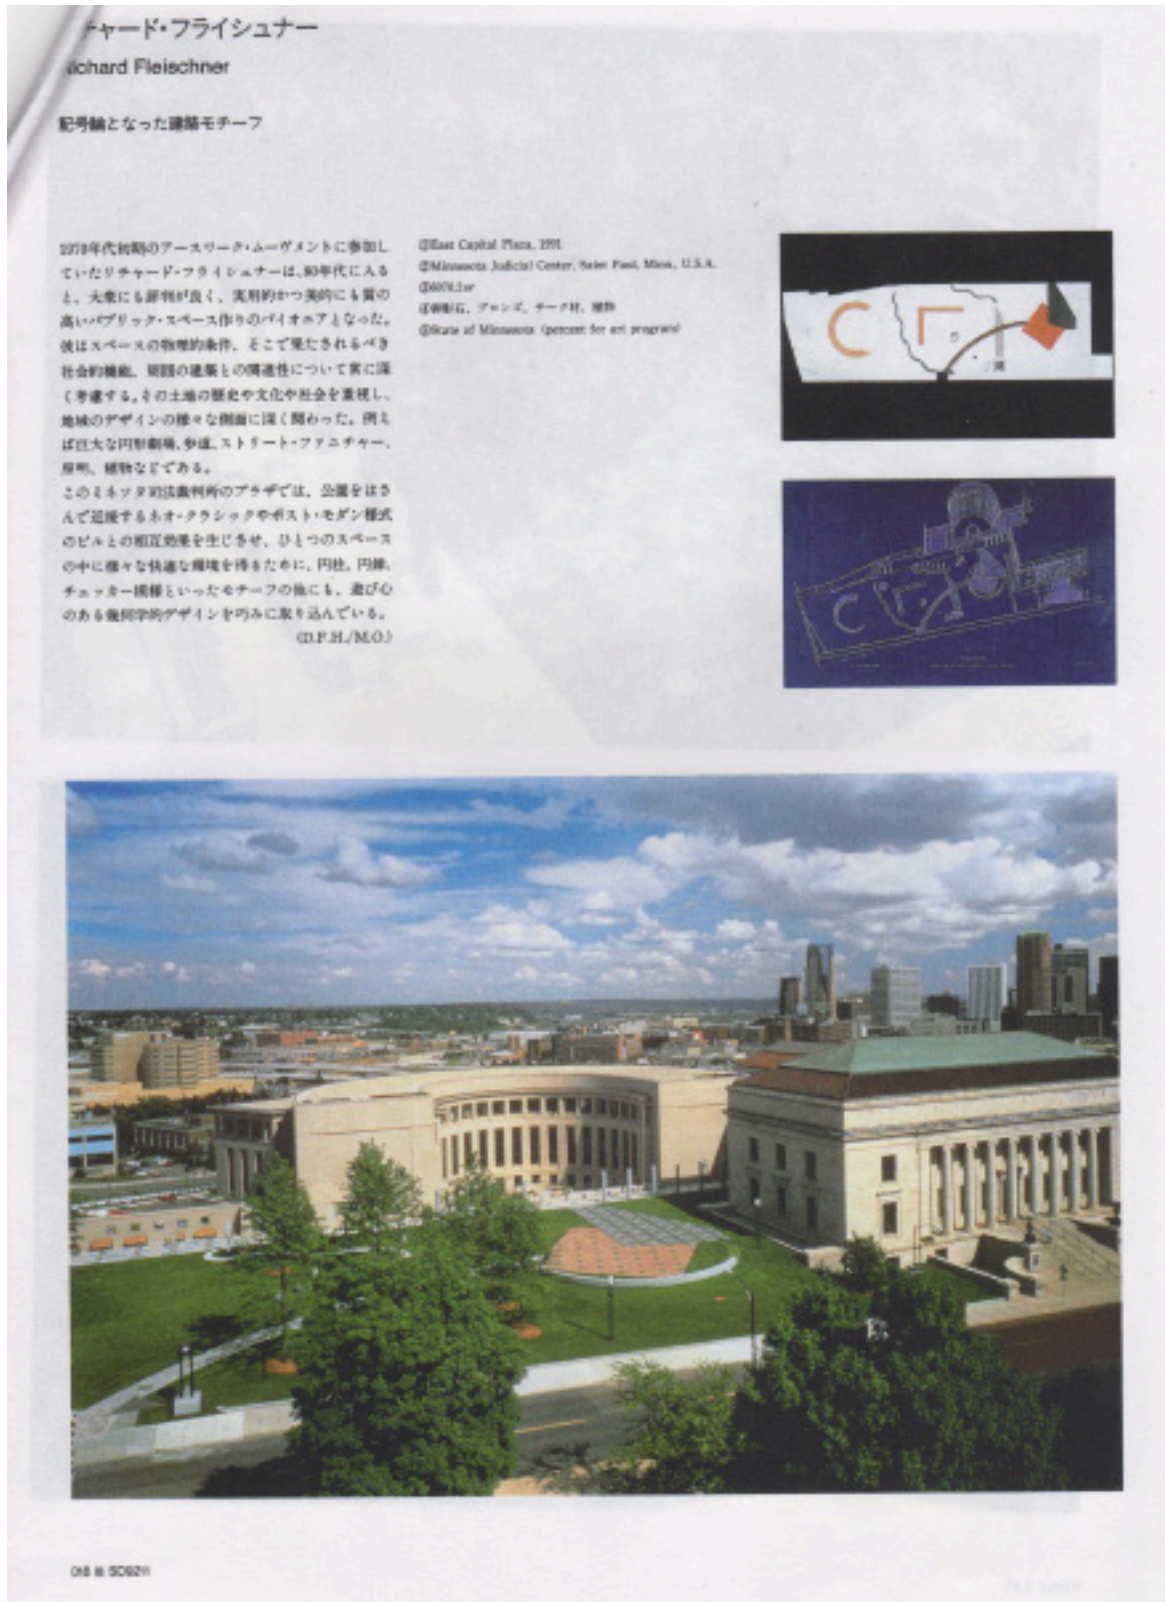 チャード・フライシュナー
Richard Fleischner
記号論となった建築モチーフ
1970年代初期のアースワーク・ムーヴメントに参加し
ていたリチャード・フライシュナーは、80年代に入る
と、大衆にも評判が良く、実用的かつ美的にも質の
高いパブリック・スペース作りのパイオニアとなった。
彼はスペースの物理的条件、そこで果たされるべき
社会的機能、周囲の建築との関連性について常に深
く考慮する。その土地の歴史や文化や社会を重視し、
地域のデザインの様々な側面に深く関わった。例え
ば巨大な円形劇場、歩道、ストリート・ファニチャー、
照明、植物などである。
このミネソタ司法裁判所のプラザでは、公園をはさ
んで近接するネオ・クラシックやポスト・モダン様式
のビルとの相互効果を生じさせ、ひとつのスペース
の中に様々な快適な環境を得るために、円柱、円錐、
チェッカー模様といったモチーフの他にも、遊び心
のある幾何学的デザインを巧みに取り込んでいる。
(D.F.H./M.O.)
①East Capital Plaza, 1991
②Minnesota Judicial Center, Saint Paul, Minn., U.S.A.
④御影石、ブロンズ、チーク材、植物
⑤State of Minnesota (percent for art program)
018 ■ SD9211